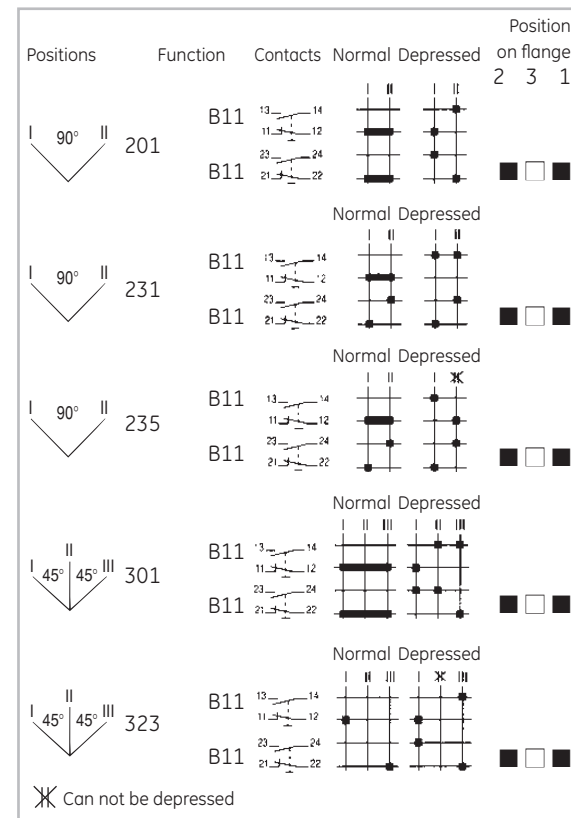 Position
Positions Function Contacts Normal Depressed on flange
2 3 1
I II I II
I 90° II 201 B11 13 14
11 12
B11 23 24
21 22
Normal Depressed
I II I II
I 90° II 231 B11 13 14
11 12
B11 23 24
21 22
Normal Depressed
I II I
I 90° II 235 B11 13 14
11 12
B11 23 24
21 22
Normal Depressed
I II III I II III
I 45° II 45° III 301 B11 13 14
11 12
B11 23 24
21 22
Normal Depressed
I II III I III
I 45° II 45° III 323 B11 13 14
11 12
B11 23 24
21 22
Can not be depressed